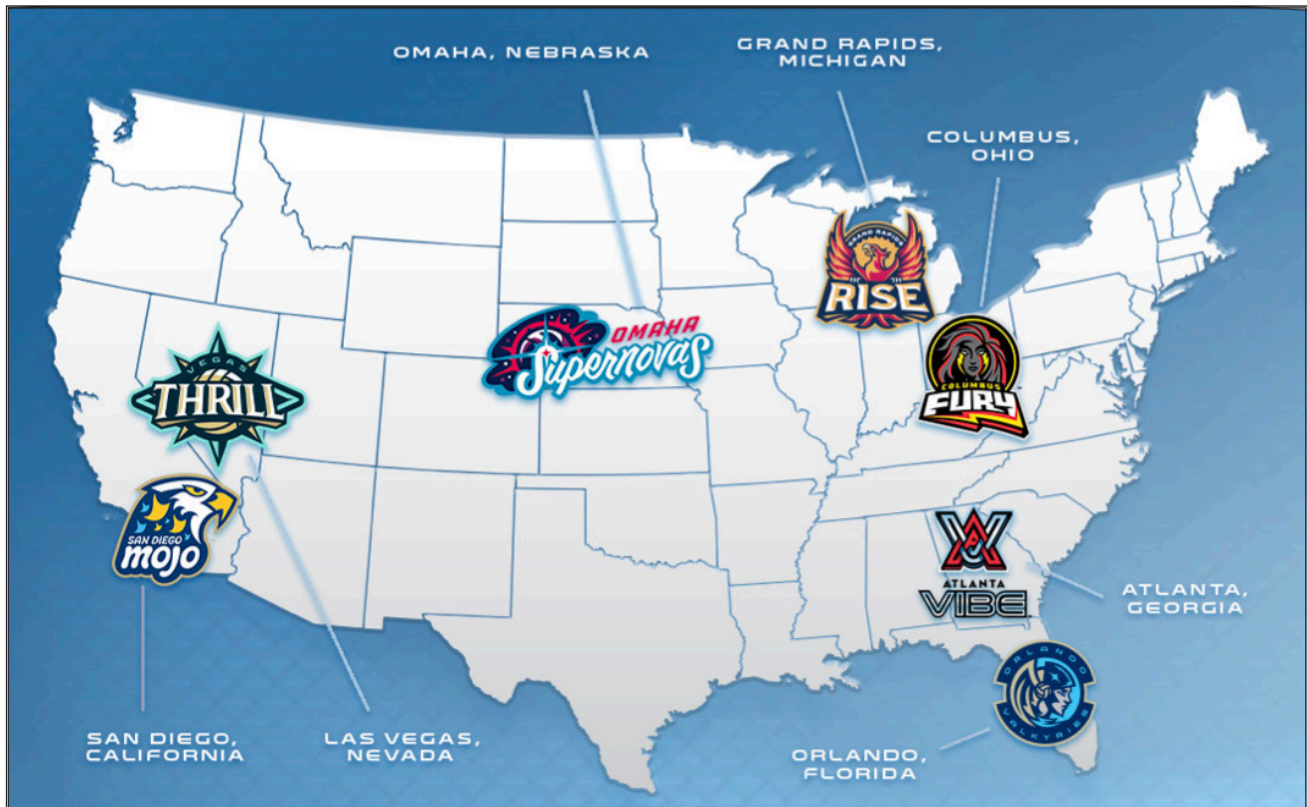 OMAHA, NEBRASKA
GRAND RAPIDS,
MICHIGAN
COLUMBUS,
OHIO
GRAND RAPIDS
RISE
OMAHA
Supernovas
VEGAS
THRILL
COLUMBUS
FURY
SAN DIEGO
mojo
ATLANTA
VIBE
ATLANTA,
GEORGIA
ORLANDO
VALKYRIES
SAN DIEGO,
CALIFORNIA
LAS VEGAS,
NEVADA
ORLANDO,
FLORIDA